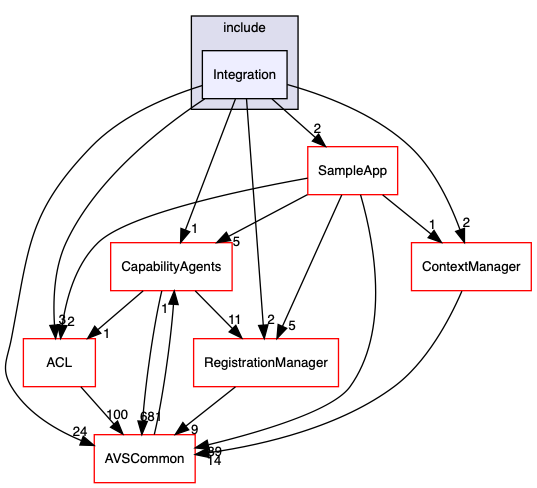 include
Integration
2
SampleApp
1
5
1
2
CapabilityAgents
ContextManager
3
2
1
1
11
2
5
ACL
RegistrationManager
100
681
9
24
14
AVSCommon